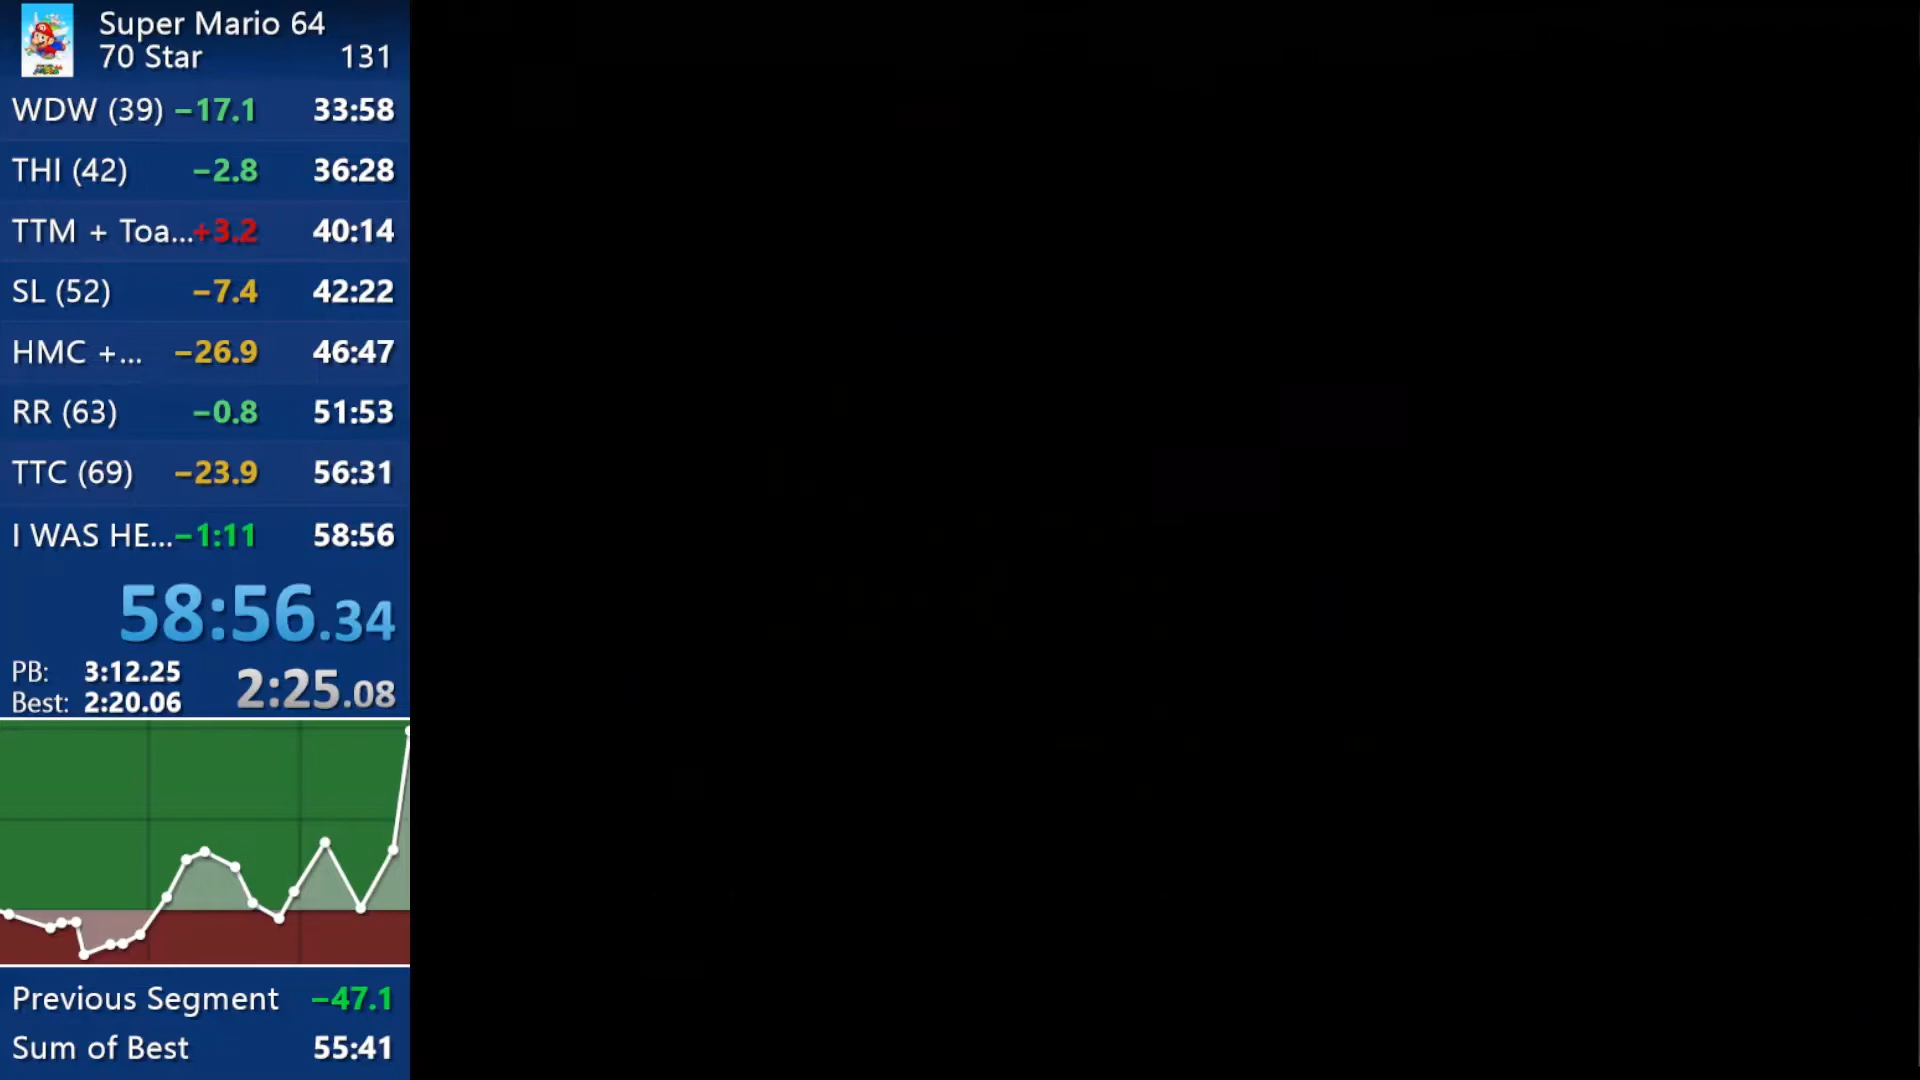 Super Mario 64
70 Star 131
WDW (39) −17.1 33:58
THI (42) −2.8 36:28
TTM + Toa... +3.2 40:14
SL (52) −7.4 42:22
HMC +... −26.9 46:47
RR (63) −0.8 51:53
TTC (69) −23.9 56:31
I WAS HE... −1:11 58:56
58:56.34
PB: 3:12.25
Best: 2:20.06
2:25.08
Previous Segment −47.1
Sum of Best 55:41